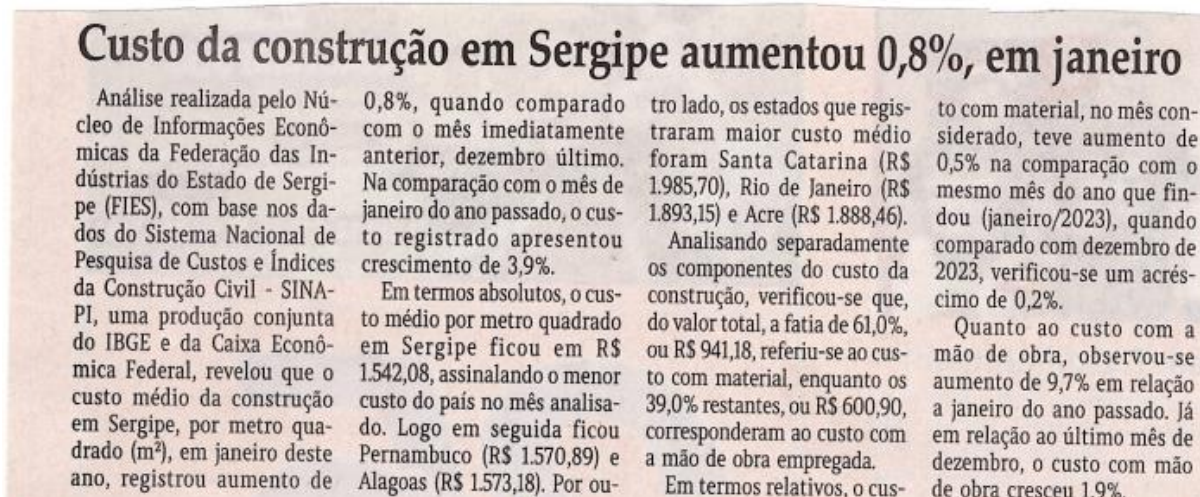 Custo da construção em Sergipe aumentou 0,8%, em janeiro
Análise realizada pelo Nú-
cleo de Informações Econô-
micas da Federação das In-
dústrias do Estado de Sergi-
pe (FIES), com base nos da-
dos do Sistema Nacional de
Pesquisa de Custos e Índices
da Construção Civil - SINA-
PI, uma produção conjunta
do IBGE e da Caixa Econô-
mica Federal, revelou que o
custo médio da construção
em Sergipe, por metro qua-
drado (m²), em janeiro deste
ano, registrou aumento de
0,8%, quando comparado
com o mês imediatamente
anterior, dezembro último.
Na comparação com o mês de
janeiro do ano passado, o cus-
to registrado apresentou
crescimento de 3,9%.
Em termos absolutos, o cus-
to médio por metro quadrado
em Sergipe ficou em R$
1.542,08, assinalando o menor
custo do país no mês analisa-
do. Logo em seguida ficou
Pernambuco (R$ 1.570,89) e
Alagoas (R$ 1.573,18). Por ou-
tro lado, os estados que regis-
traram maior custo médio
foram Santa Catarina (R$
1.985,70), Rio de Janeiro (R$
1.893,15) e Acre (R$ 1.888,46).
Analisando separadamente
os componentes do custo da
construção, verificou-se que,
do valor total, a fatia de 61,0%,
ou R$ 941,18, referiu-se ao cus-
to com material, enquanto os
39,0% restantes, ou R$ 600,90,
corresponderam ao custo com
a mão de obra empregada.
Em termos relativos, o cus-
to com material, no mês con-
siderado, teve aumento de
0,5% na comparação com o
mesmo mês do ano que fin-
dou (janeiro/2023), quando
comparado com dezembro de
2023, verificou-se um acrés-
cimo de 0,2%.
Quanto ao custo com a
mão de obra, observou-se
aumento de 9,7% em relação
a janeiro do ano passado. Já
em relação ao último mês de
dezembro, o custo com mão
de obra cresceu 1,9%